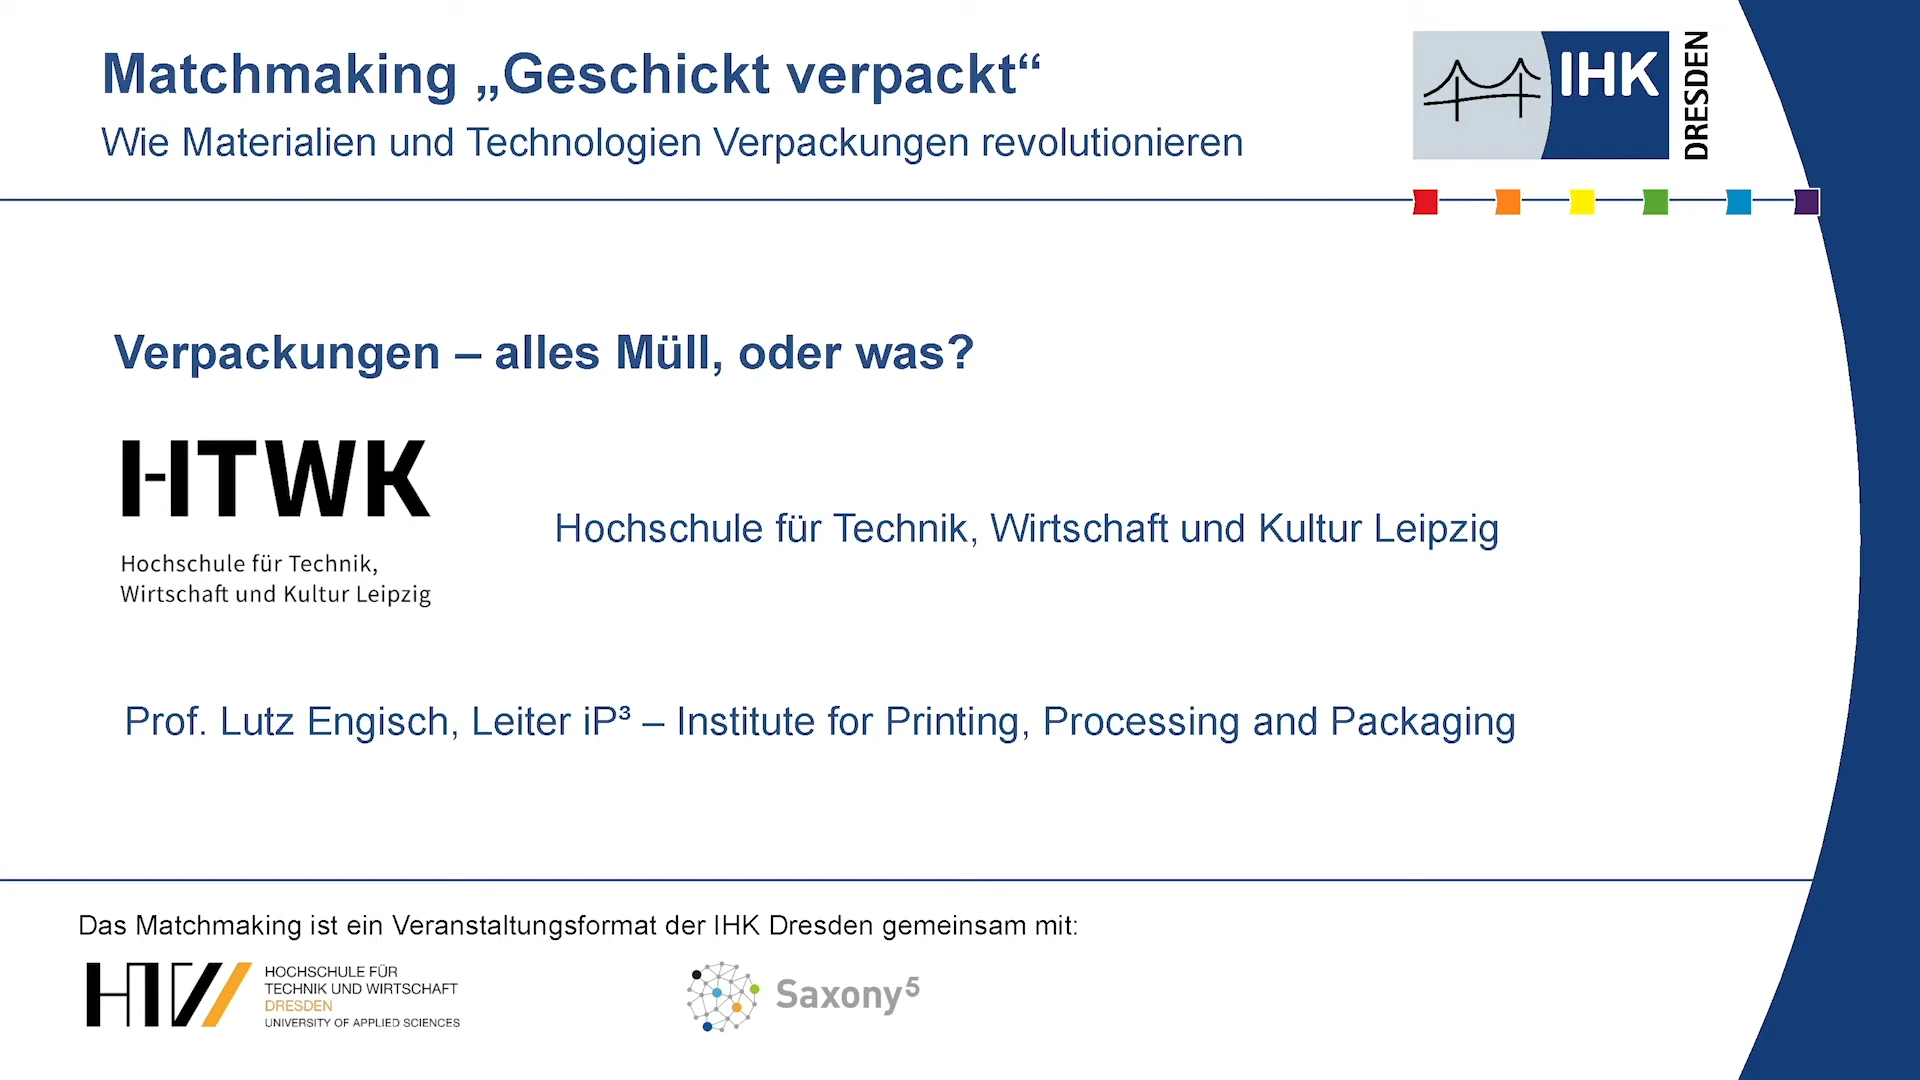 Matchmaking „Geschickt verpackt“
Wie Materialien und Technologien Verpackungen revolutionieren
IHK
DRESDEN
Verpackungen – alles Müll, oder was?
HTWK
Hochschule für Technik,
Wirtschaft und Kultur Leipzig
Hochschule für Technik, Wirtschaft und Kultur Leipzig
Prof. Lutz Engisch, Leiter iP³ – Institute for Printing, Processing and Packaging
Das Matchmaking ist ein Veranstaltungsformat der IHK Dresden gemeinsam mit:
HTW
HOCHSCHULE FÜR
TECHNIK UND WIRTSCHAFT
DRESDEN
UNIVERSITY OF APPLIED SCIENCES
Saxony⁵